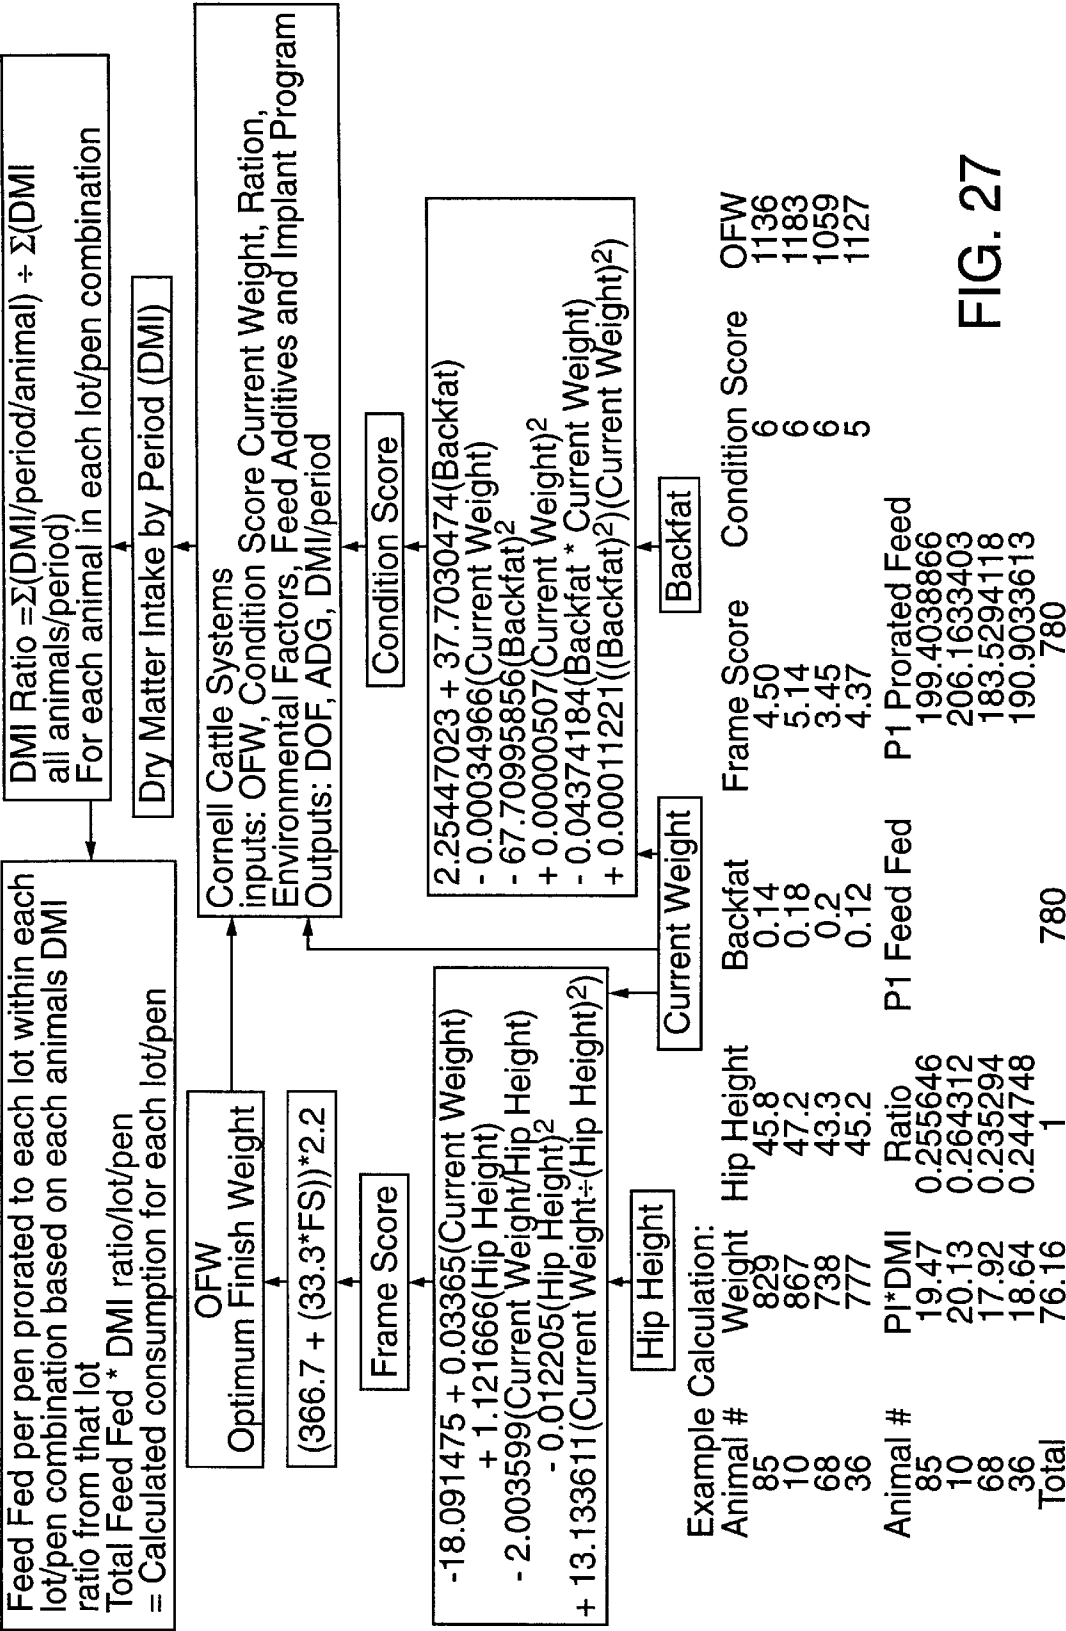 Feed Fed per pen prorated to each lot within each
lot/pen combination based on each animals DMI
ratio from that lot
Total Feed Fed * DMI ratio/lot/pen
= Calculated consumption for each lot/pen
DMI Ratio =Σ(DMI/period/animal) ÷ Σ(DMI
all animals/period)
For each animal in each lot/pen combination
Dry Matter Intake by Period (DMI)
OFW
Optimum Finish Weight
Cornell Cattle Systems
inputs: OFW, Condition Score Current Weight, Ration,
Environmental Factors, Feed Additives and Implant Program
Outputs: DOF, ADG, DMI/period
(366.7 + (33.3*FS))*2.2
Frame Score
Condition Score
-18.091475 + 0.03365(Current Weight)
+ 1.121666(Hip Height)
- 2.003599(Current Weight/Hip Height)
- 0.012205(Hip Height)2
+ 13.133611(Current Weight÷(Hip Height)2)
2.25447023 + 37.7030474(Backfat)
- 0.00034966(Current Weight)
- 67.70995856(Backfat)2
+ 0.00000507(Current Weight)2
- 0.04374184(Backfat * Current Weight)
+ 0.00011221((Backfat)2)(Current Weight)2)
Hip Height
Current Weight
Backfat
Example Calculation:
Animal # Weight Hip Height Backfat Frame Score Condition Score OFW
85 829 45.8 0.14 4.50 6 1136
10 867 47.2 0.18 5.14 6 1183
68 738 43.3 0.2 3.45 6 1059
36 777 45.2 0.12 4.37 5 1127
Animal # PI*DMI Ratio P1 Feed Fed P1 Prorated Feed
85 19.47 0.255646 199.4038866
10 20.13 0.264312 206.1633403
68 17.92 0.235294 183.5294118
36 18.64 0.244748 190.9033613
Total 76.16 1 780 780
FIG. 27